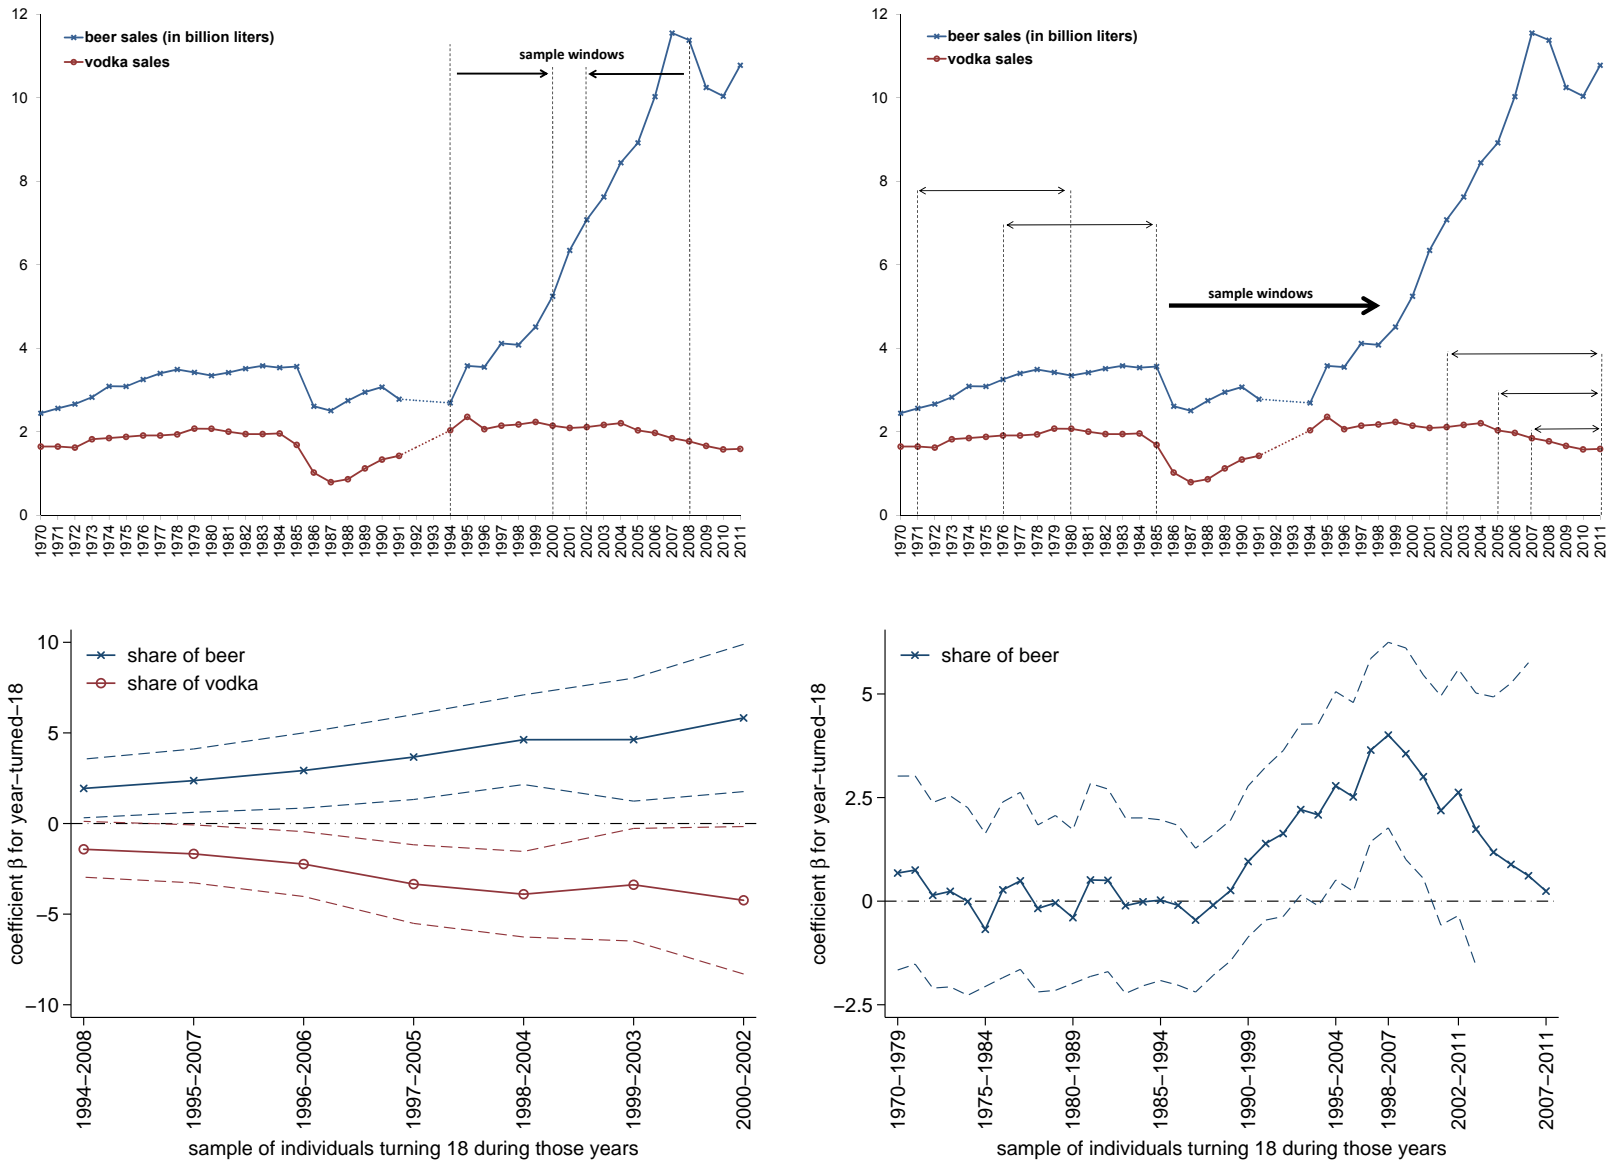 12
10
8
6
4
2
0
beer sales (in billion liters)
vodka sales
sample windows
1970 1971 1972 1973 1974 1975 1976 1977 1978 1979 1980 1981 1982 1983 1984 1985 1986 1987 1988 1989 1990 1991 1992 1993 1994 1995 1996 1997 1998 1999 2000 2001 2002 2003 2004 2005 2006 2007 2008 2009 2010 2011
12
10
8
6
4
2
0
beer sales (in billion liters)
vodka sales
sample windows
1970 1971 1972 1973 1974 1975 1976 1977 1978 1979 1980 1981 1982 1983 1984 1985 1986 1987 1988 1989 1990 1991 1992 1993 1994 1995 1996 1997 1998 1999 2000 2001 2002 2003 2004 2005 2006 2007 2008 2009 2010 2011
coefficient β for year−turned−18
10
5
0
−5
−10
share of beer
share of vodka
1994−2008 1995−2007 1996−2006 1997−2005 1998−2004 1999−2003 2000−2002
sample of individuals turning 18 during those years
coefficient β for year−turned−18
5
2.5
0
−2.5
share of beer
1970−1979 1975−1984 1980−1989 1985−1994 1990−1999 1995−2004 1998−2007 2002−2011 2007−2011
sample of individuals turning 18 during those years